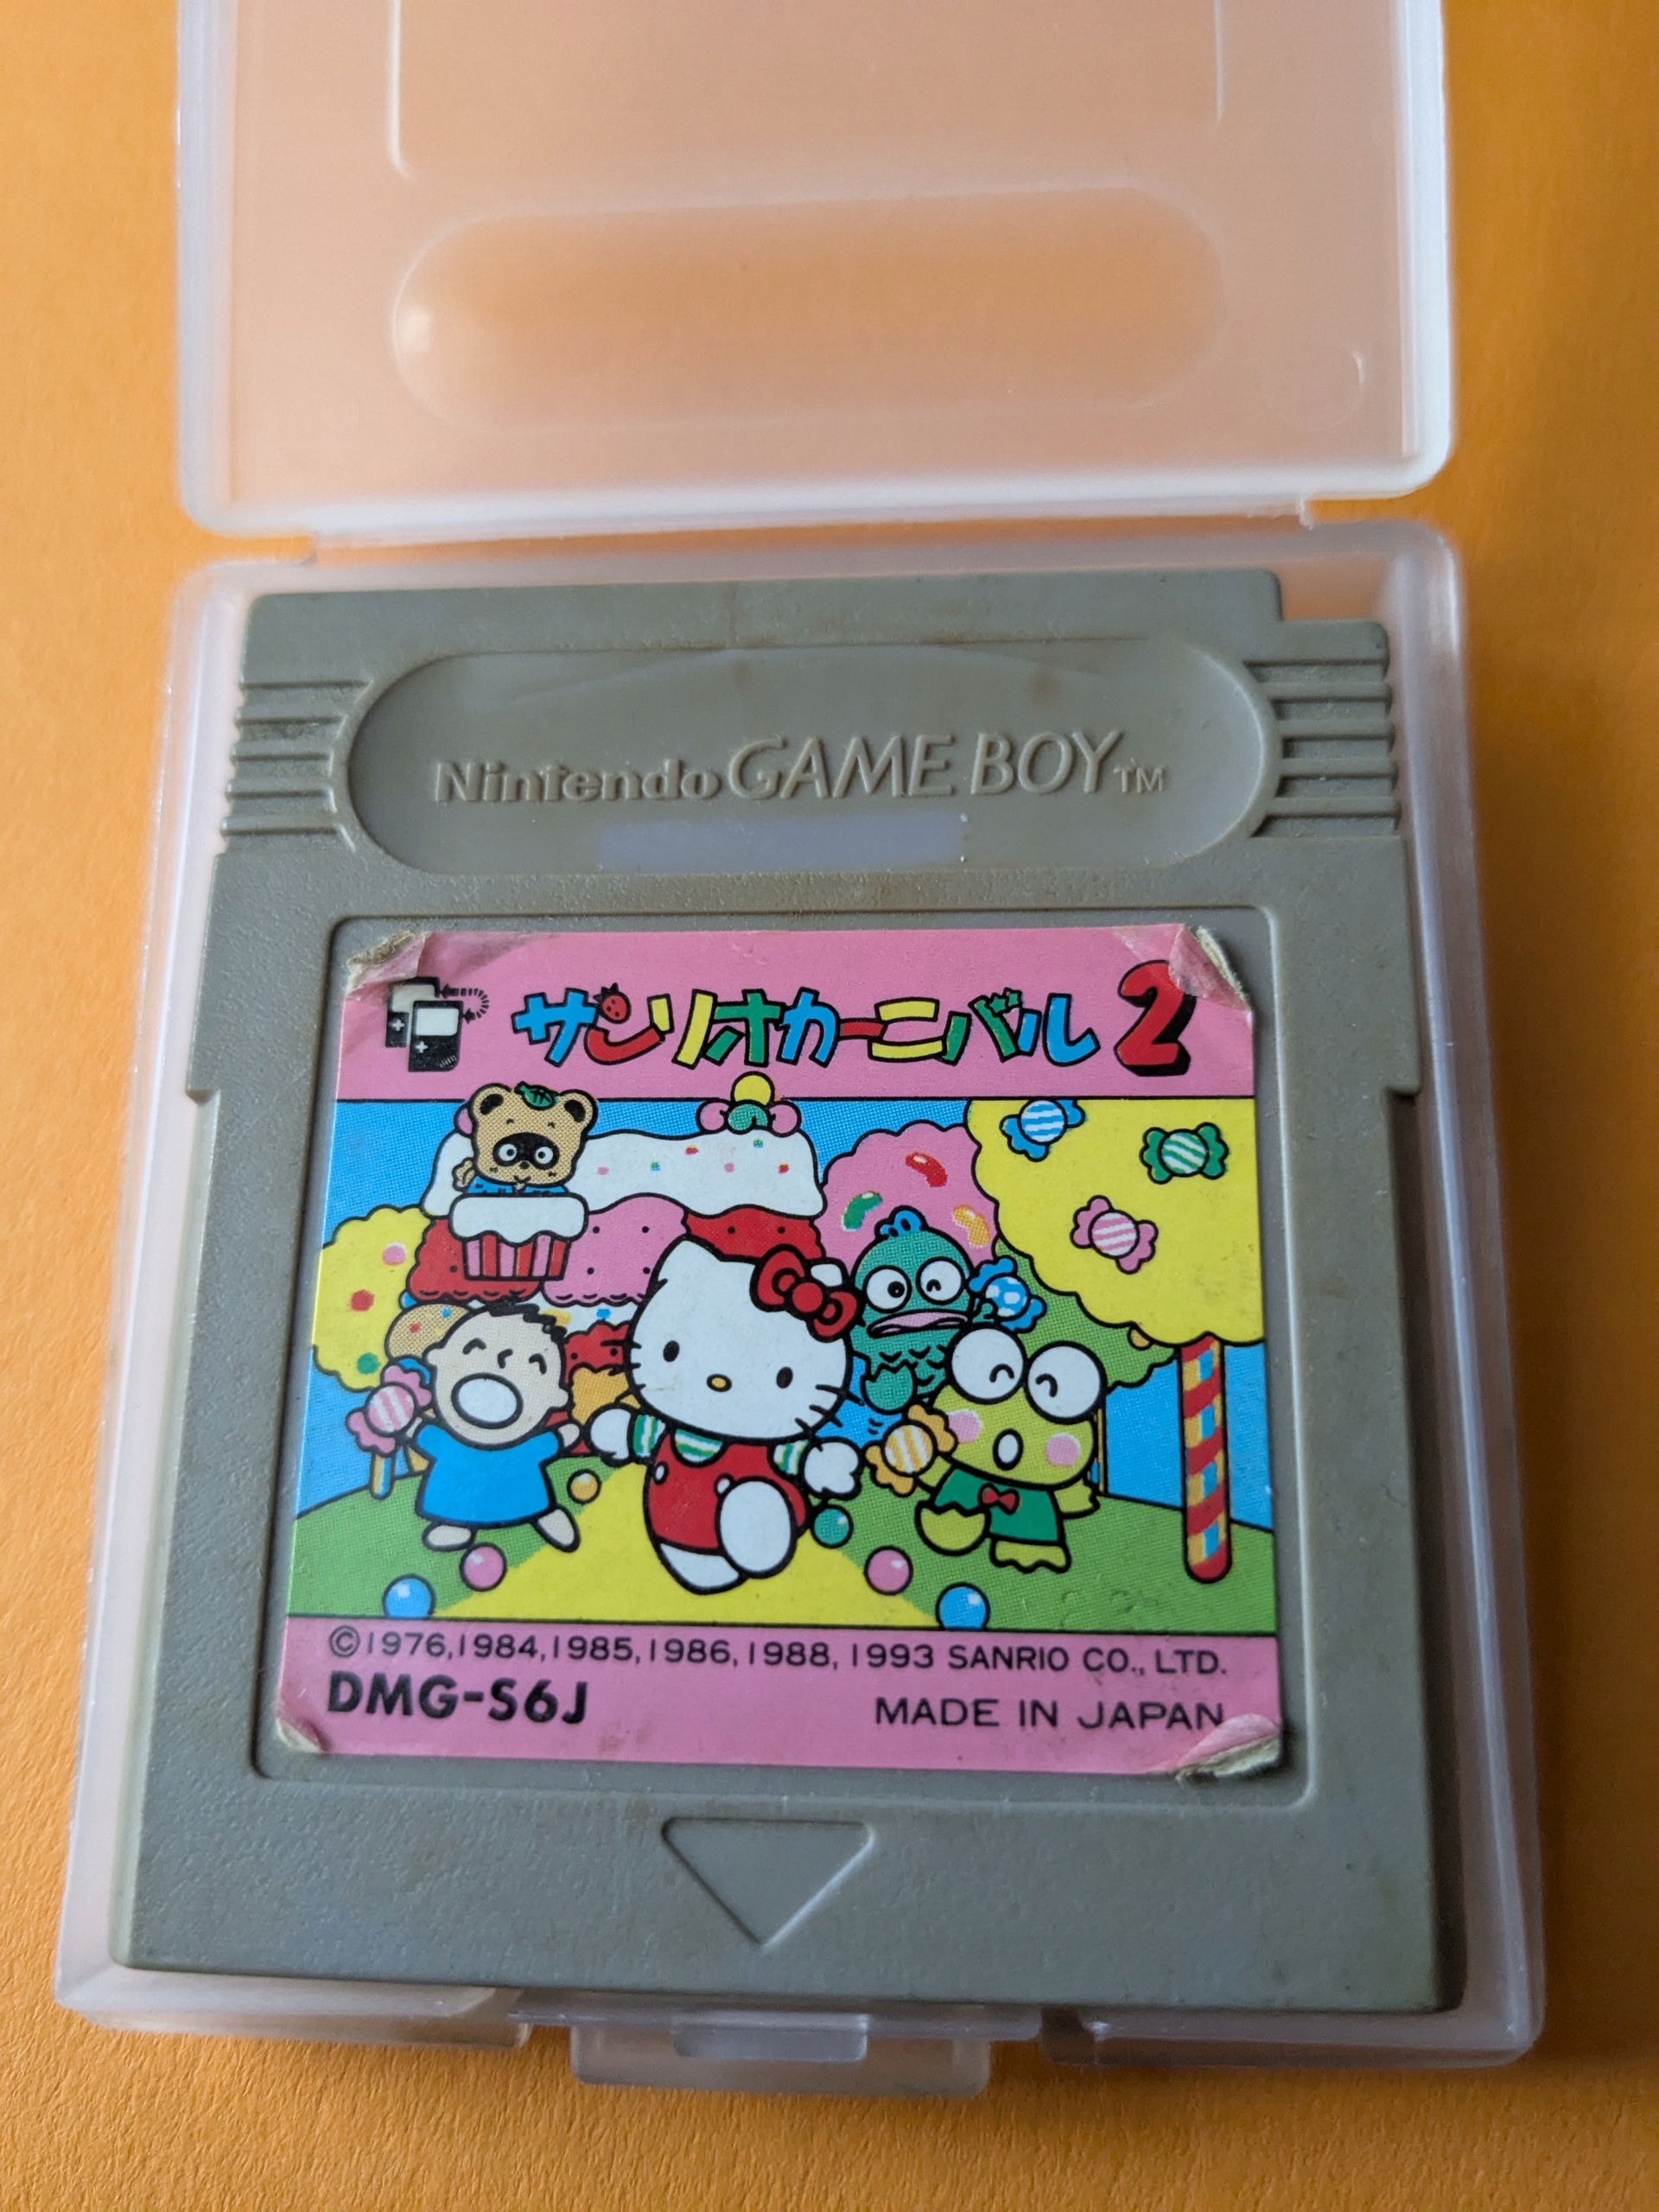 Nintendo GAME BOY™
サンリオカーニバル2
©1976,1984,1985,1986,1988,1993 SANRIO CO., LTD.
DMG-S6J
MADE IN JAPAN